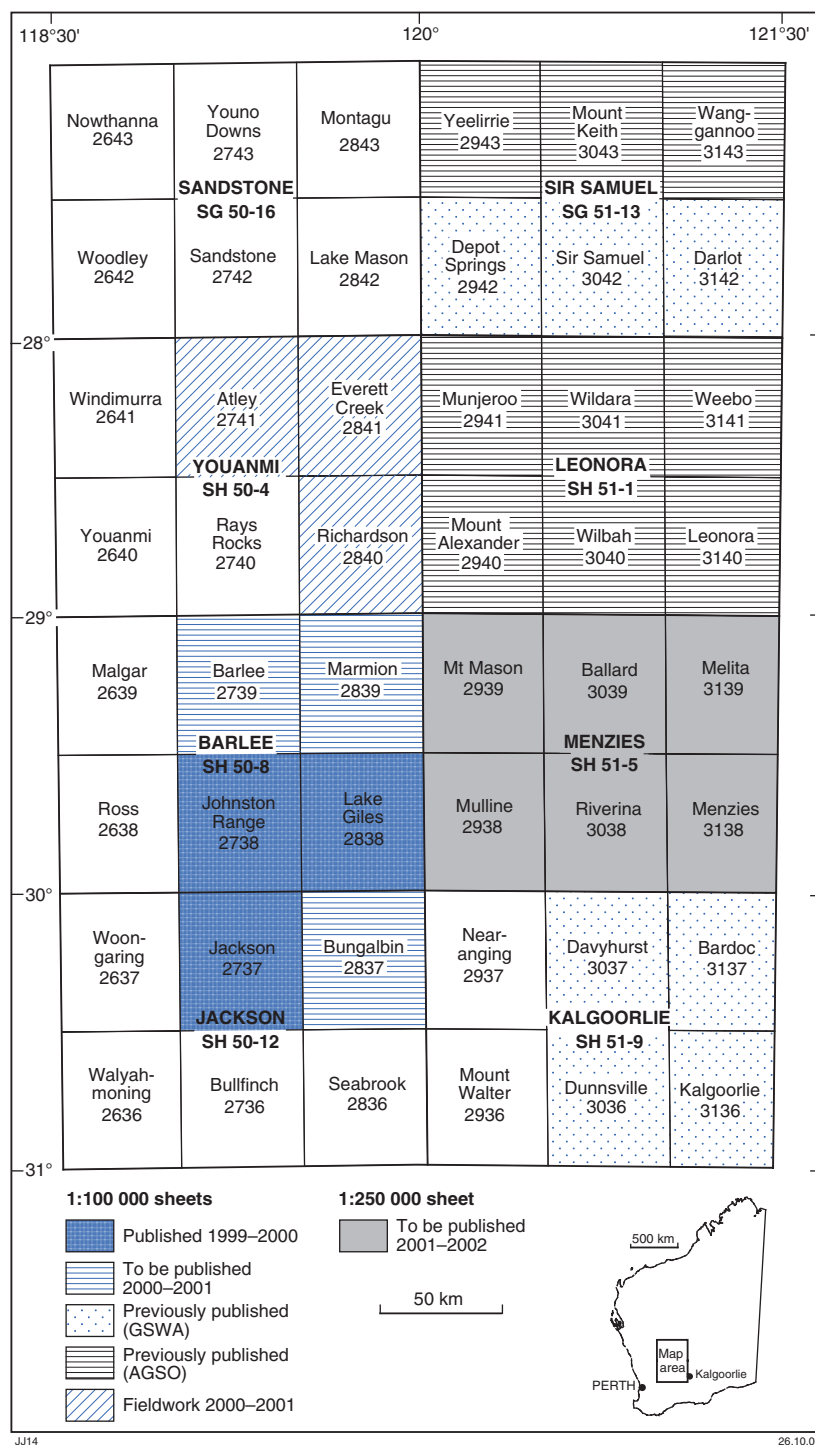 118°30'
120°
121°30'
Nowthanna
2643
Youno
Downs
2743
Montagu
2843
Yeelirrie
2943
Mount
Keith
3043
Wang-
gannoo
3143
SANDSTONE
SG 50-16
SIR SAMUEL
SG 51-13
Woodley
2642
Sandstone
2742
Lake Mason
2842
Depot
Springs
2942
Sir Samuel
3042
Darlot
3142
28°
Windimurra
2641
Atley
2741
Everett
Creek
2841
Munjeroo
2941
Wildara
3041
Weebo
3141
YOUANMI
SH 50-4
LEONORA
SH 51-1
Youanmi
2640
Rays
Rocks
2740
Richardson
2840
Mount
Alexander
2940
Wilbah
3040
Leonora
3140
29°
Malgar
2639
Barlee
2739
Marmion
2839
Mt Mason
2939
Ballard
3039
Melita
3139
BARLEE
SH 50-8
MENZIES
SH 51-5
Ross
2638
Johnston
Range
2738
Lake
Giles
2838
Mulline
2938
Riverina
3038
Menzies
3138
30°
Woon-
garing
2637
Jackson
2737
Bungalbin
2837
Near-
anging
2937
Davyhurst
3037
Bardoc
3137
JACKSON
SH 50-12
KALGOORLIE
SH 51-9
Walyah-
moning
2636
Bullfinch
2736
Seabrook
2836
Mount
Walter
2936
Dunnsville
3036
Kalgoorlie
3136
31°
1:100 000 sheets
Published 1999–2000
To be published
2000–2001
Previously published
(GSWA)
Previously published
(AGSO)
Fieldwork 2000–2001
1:250 000 sheet
To be published
2001–2002
50 km
500 km
Map
area
Kalgoorlie
PERTH
JJ14
26.10.0